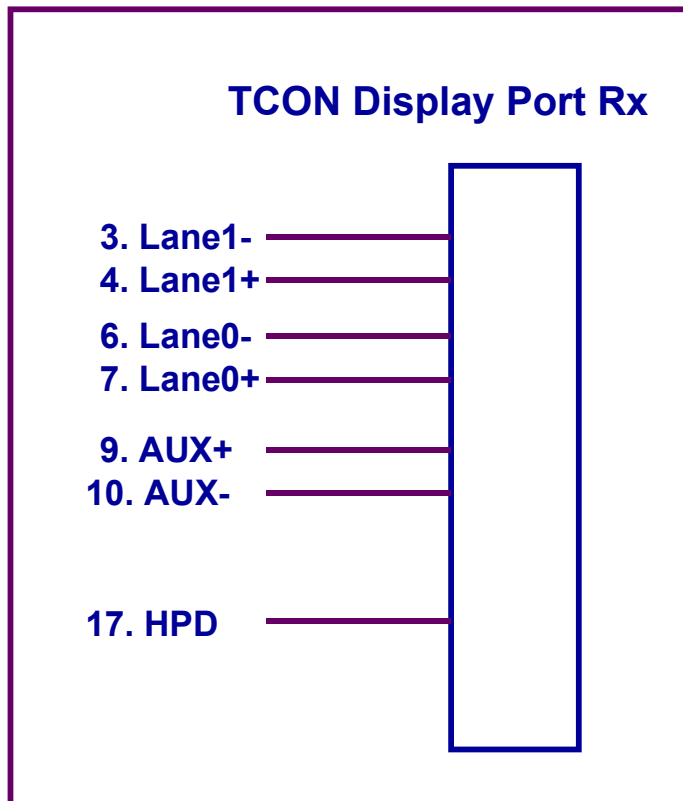 TCON Display Port Rx
3. Lane1-
4. Lane1+
6. Lane0-
7. Lane0+
9. AUX+
10. AUX-
17. HPD